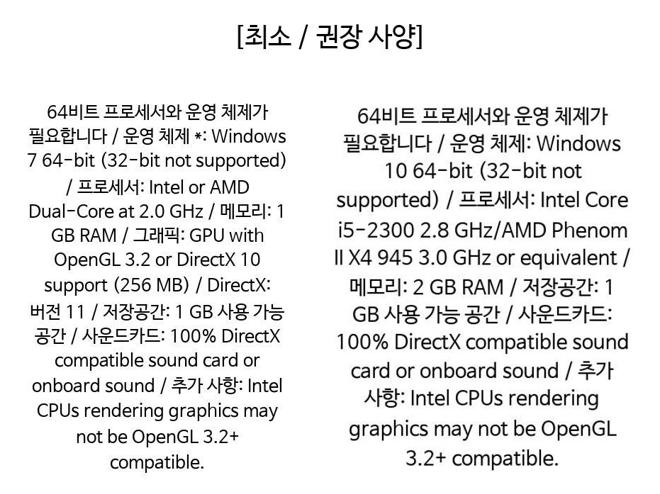 [최소 / 권장 사양]
64비트 프로세서와 운영 체제가
필요합니다 / 운영 체제 *: Windows
7 64-bit (32-bit not supported)
/ 프로세서: Intel or AMD
Dual-Core at 2.0 GHz / 메모리: 1
GB RAM / 그래픽: GPU with
OpenGL 3.2 or DirectX 10
support (256 MB) / DirectX:
버전 11 / 저장공간: 1 GB 사용 가능
공간 / 사운드카드: 100% DirectX
compatible sound card or
onboard sound / 추가 사항: Intel
CPUs rendering graphics may
not be OpenGL 3.2+
compatible.
64비트 프로세서와 운영 체제가
필요합니다 / 운영 체제: Windows
10 64-bit (32-bit not
supported) / 프로세서: Intel Core
i5-2300 2.8 GHz/AMD Phenom
II X4 945 3.0 GHz or equivalent /
메모리: 2 GB RAM / 저장공간: 1
GB 사용 가능 공간 / 사운드카드:
100% DirectX compatible sound
card or onboard sound / 추가
사항: Intel CPUs rendering
graphics may not be OpenGL
3.2+ compatible.